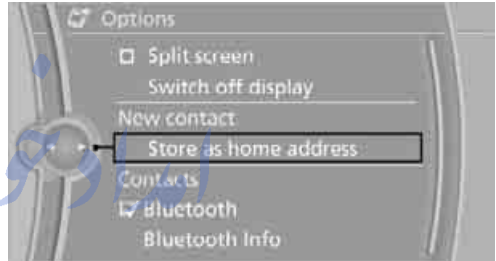 Options
Split screen
Switch off display
New contact
Store as home address
Contacts
Bluetooth
Bluetooth Info